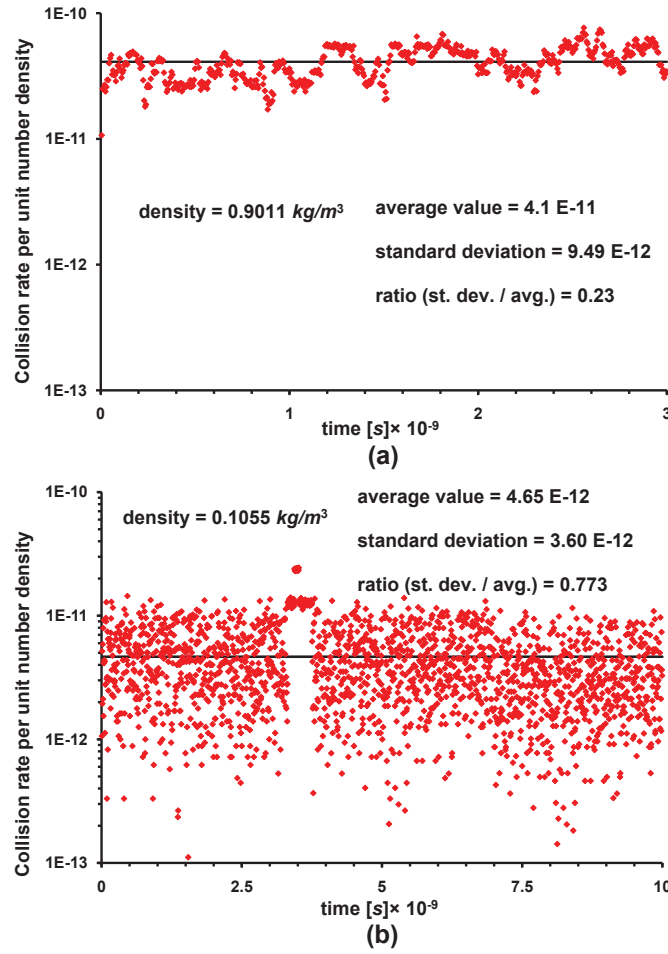 Collision rate per unit number density
1E-10
1E-11
1E-12
1E-13
density = 0.9011 kg/m³
average value = 4.1 E-11
standard deviation = 9.49 E-12
ratio (st. dev. / avg.) = 0.23
0 1 2 3
time [s]× 10⁻⁹
(a)
Collision rate per unit number density
1E-10
1E-11
1E-12
1E-13
density = 0.1055 kg/m³
average value = 4.65 E-12
standard deviation = 3.60 E-12
ratio (st. dev. / avg.) = 0.773
0 2.5 5 7.5 10
time [s]× 10⁻⁹
(b)